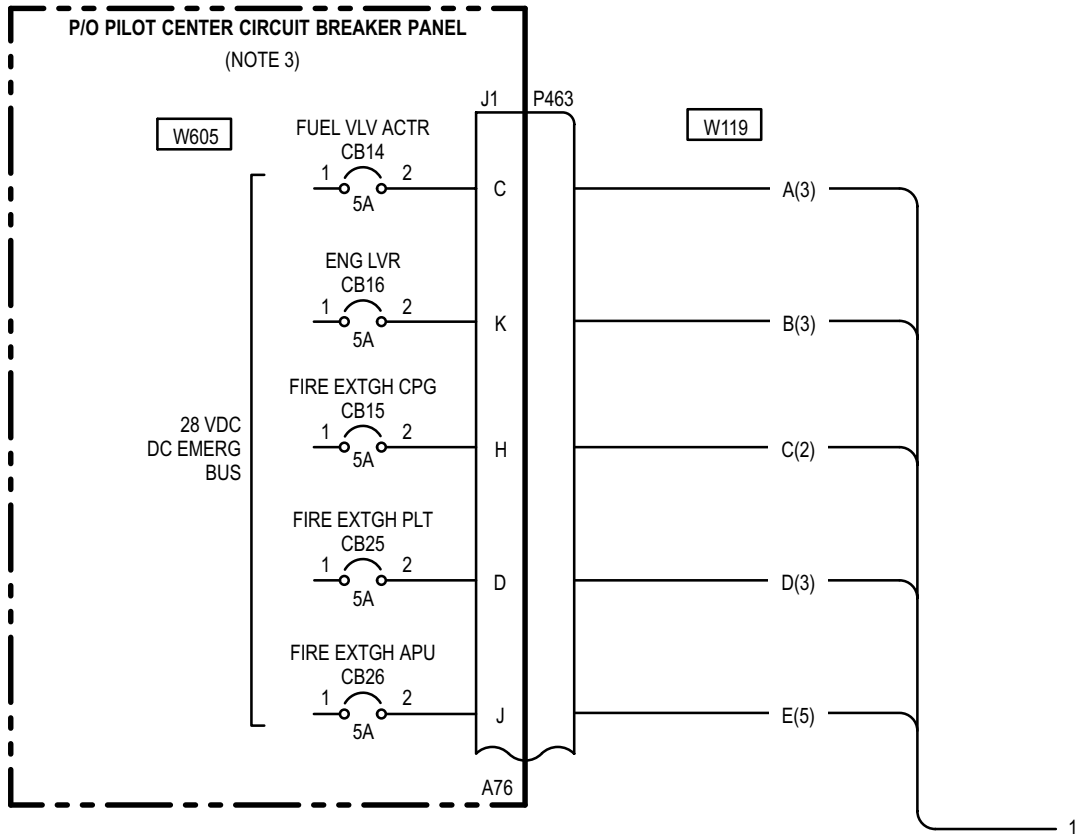 P/O PILOT CENTER CIRCUIT BREAKER PANEL
(NOTE 3)
J1 P463
W605
W119
FUEL VLV ACTR
CB14
1 2
5A
C
A(3)
ENG LVR
CB16
1 2
5A
K
B(3)
FIRE EXTGH CPG
CB15
1 2
5A
H
C(2)
28 VDC
DC EMERG
BUS
FIRE EXTGH PLT
CB25
1 2
5A
D
D(3)
FIRE EXTGH APU
CB26
1 2
5A
J
E(5)
A76
1